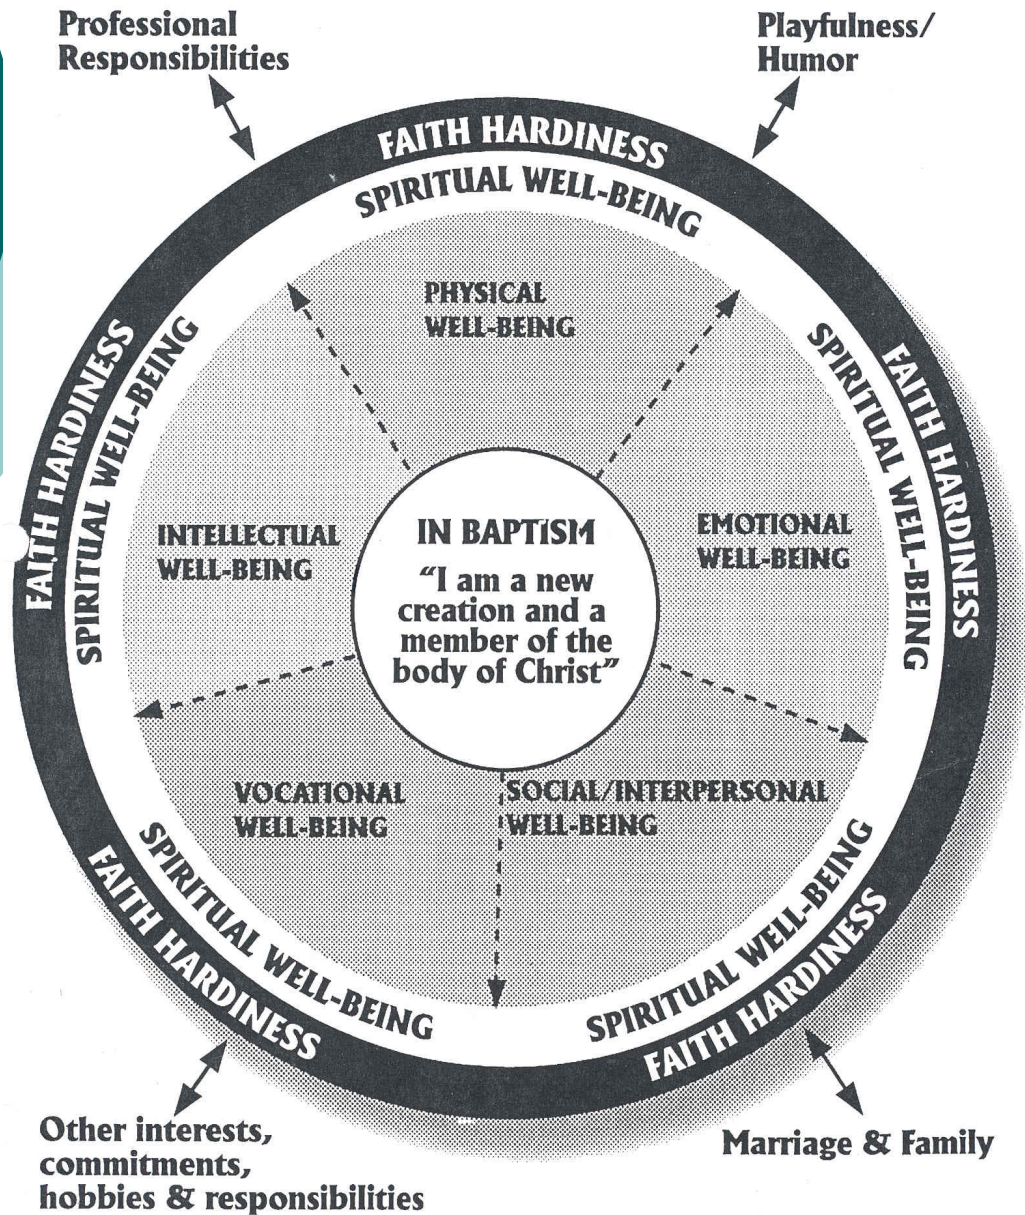 Professional
Responsibilities
Playfulness/
Humor
FAITH HARDINESS
SPIRITUAL WELL-BEING
FAITH HARDINESS
SPIRITUAL WELL-BEING
SPIRITUAL WELL-BEING
FAITH HARDINESS
PHYSICAL
WELL-BEING
INTELLECTUAL
WELL-BEING
IN BAPTISM
"I am a new
creation and a
member of the
body of Christ"
EMOTIONAL
WELL-BEING
VOCATIONAL
WELL-BEING
SOCIAL/INTERPERSONAL
WELL-BEING
SPIRITUAL WELL-BEING
FAITH HARDINESS
SPIRITUAL WELL-BEING
FAITH HARDINESS
Other interests,
commitments,
hobbies & responsibilities
Marriage & Family